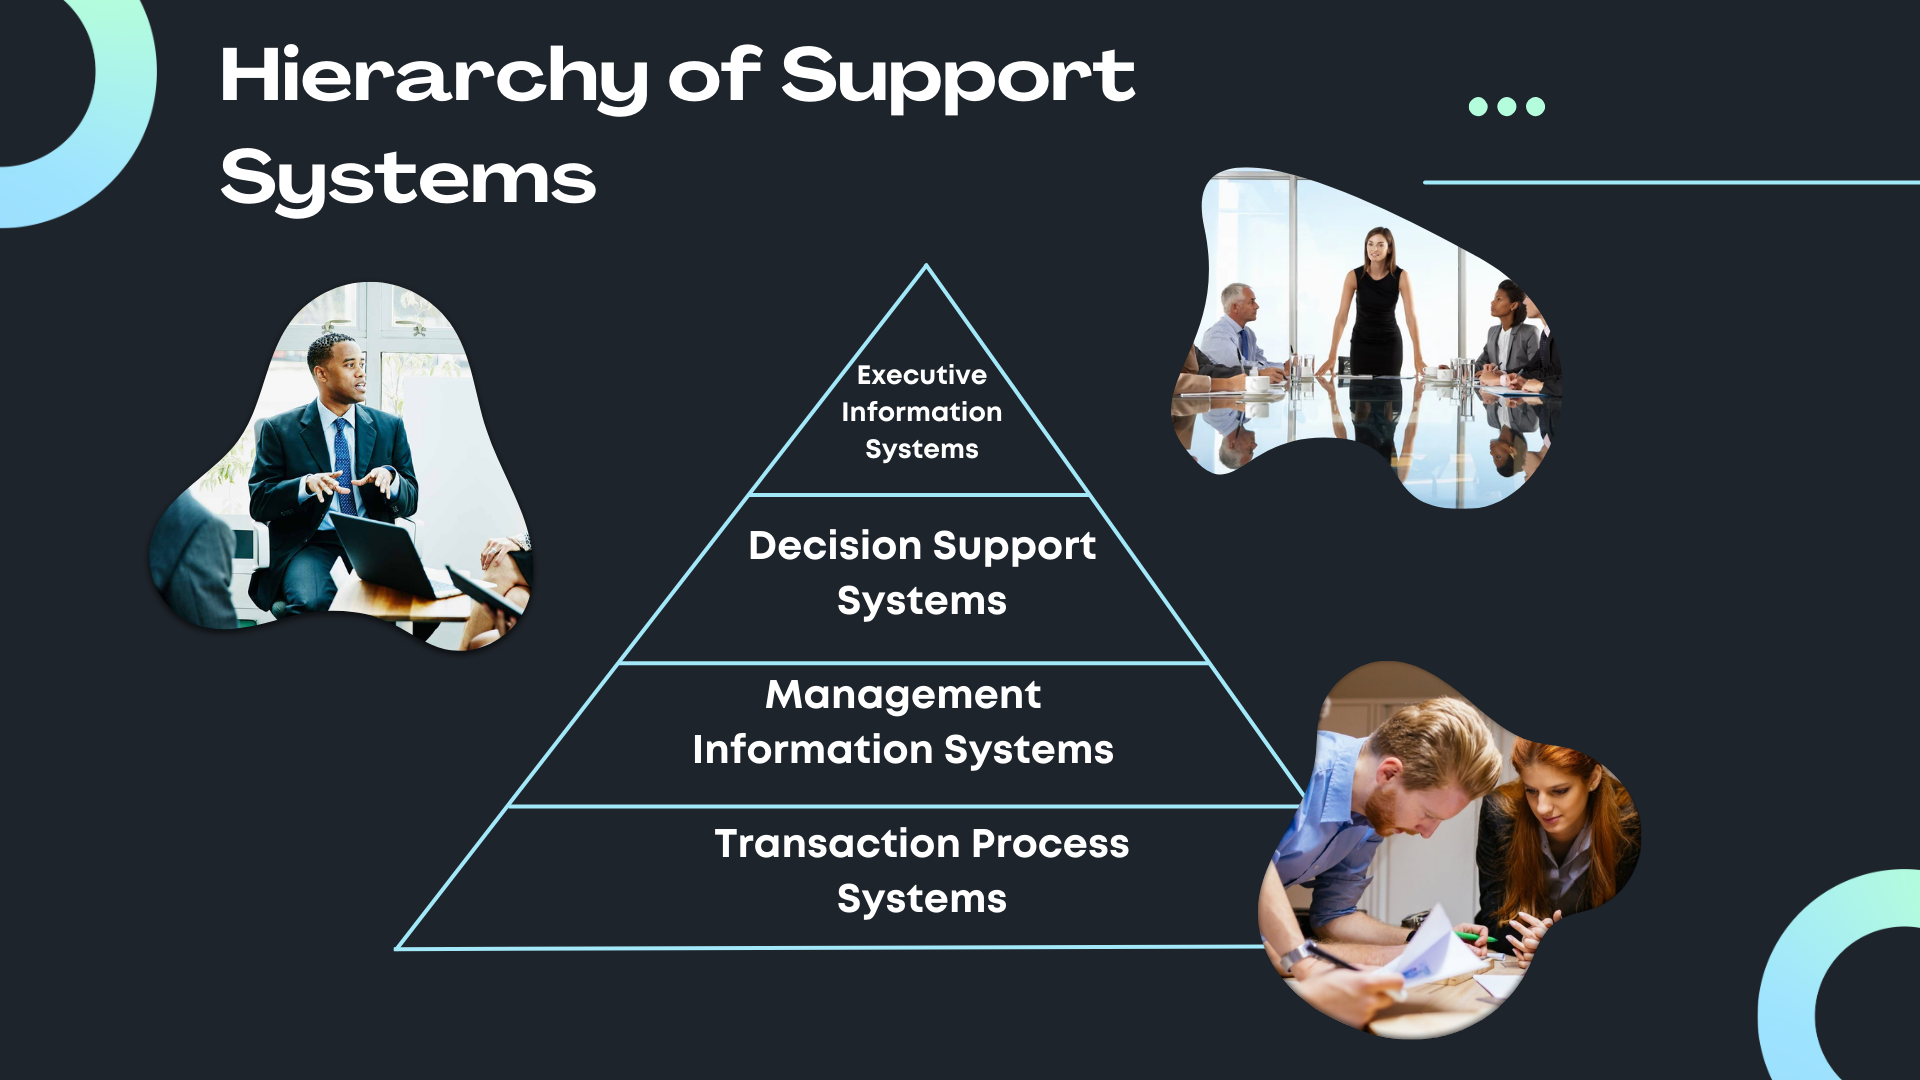 Hierarchy of Support
Systems
Executive
Information
Systems
Decision Support
Systems
Management
Information Systems
Transaction Process
Systems